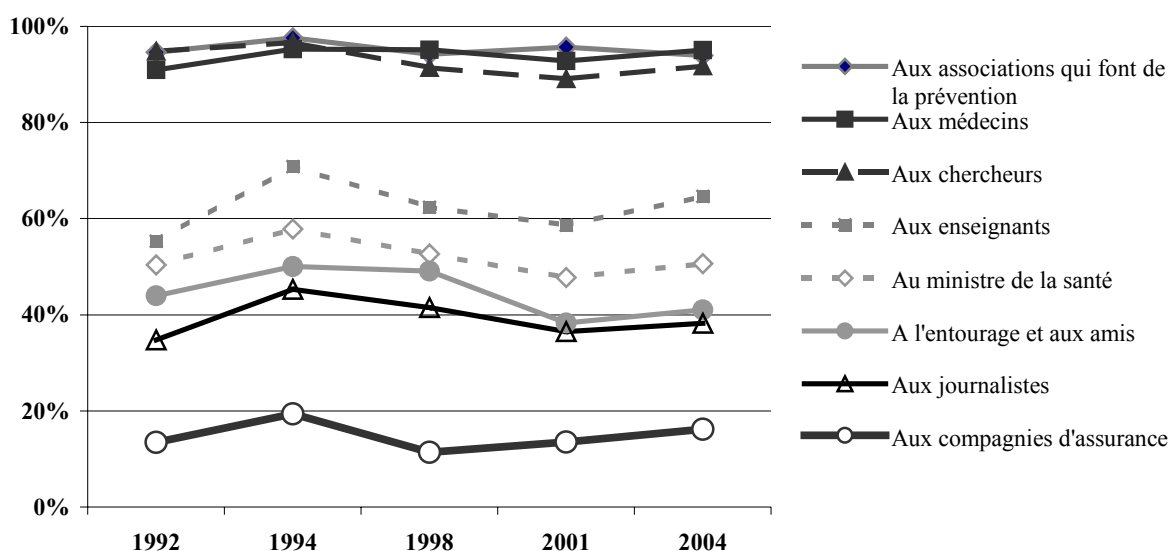 100%
80%
60%
40%
20%
0%
1992 1994 1998 2001 2004
Aux associations qui font de
la prévention
Aux médecins
Aux chercheurs
Aux enseignants
Au ministre de la santé
A l'entourage et aux amis
Aux journalistes
Aux compagnies d'assurance